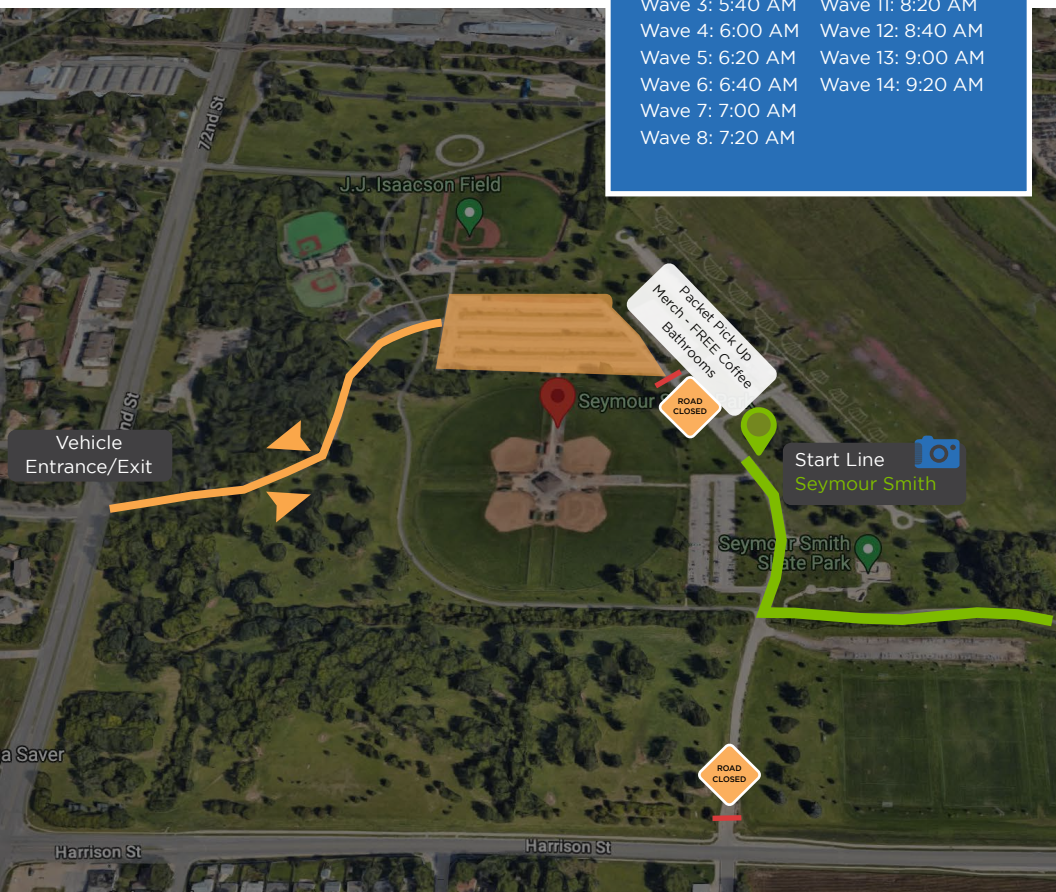 Wave 3: 5:40 AM
Wave 4: 6:00 AM
Wave 5: 6:20 AM
Wave 6: 6:40 AM
Wave 7: 7:00 AM
Wave 8: 7:20 AM
Wave 11: 8:20 AM
Wave 12: 8:40 AM
Wave 13: 9:00 AM
Wave 14: 9:20 AM
72nd St
J.J. Isaacson Field
Packet Pick Up
Merch - FREE Coffee
Bathrooms
Seymour S
ROAD
CLOSED
nd St
Vehicle
Entrance/Exit
Start Line
Seymour Smith
Seymour Smith
Skate Park
ROAD
CLOSED
a Saver
Harrison St
Harrison St